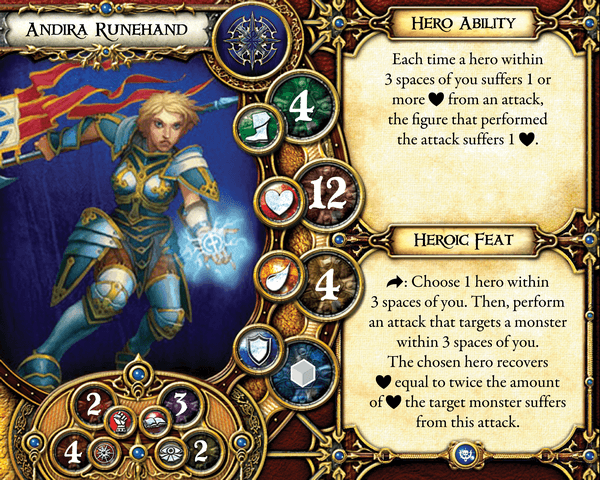 Andira Runehand
4
12
4
2
3
4
2
Hero Ability
Each time a hero within
3 spaces of you suffers 1 or
more ♥ from an attack,
the figure that performed
the attack suffers 1 ♥.
Heroic Feat
: Choose 1 hero within
3 spaces of you. Then, perform
an attack that targets a monster
within 3 spaces of you.
The chosen hero recovers
♥ equal to twice the amount
of ♥ the target monster suffers
from this attack.